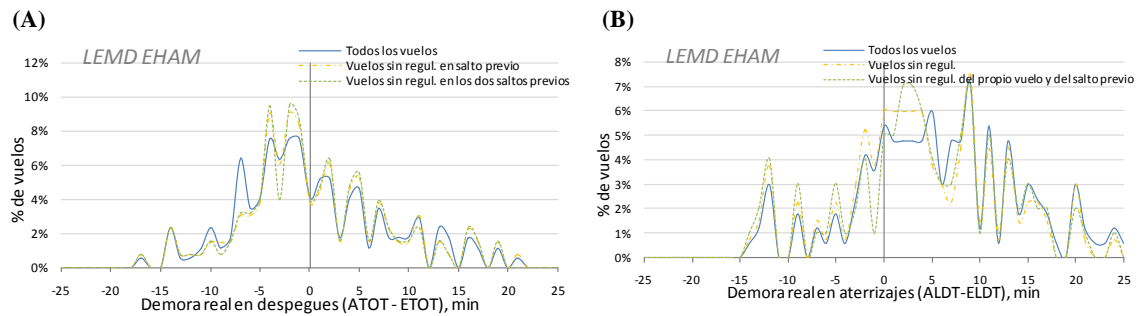 (A)
LEMD EHAM
Todos los vuelos
Vuelos sin regul. en salto previo
Vuelos sin regul. en los dos saltos previos
12%
10%
8%
6%
4%
2%
0%
% de vuelos
-25 -20 -15 -10 -5 0 5 10 15 20 25
Demora real en despegues (ATOT - ETOT), min
(B)
LEMD EHAM
Todos los vuelos
Vuelos sin regul.
Vuelos sin regul. del propio vuelo y del salto previo
8%
7%
6%
5%
4%
3%
2%
1%
0%
% de vuelos
-25 -20 -15 -10 -5 0 5 10 15 20 25
Demora real en aterrizajes (ALDT-ELDT), min